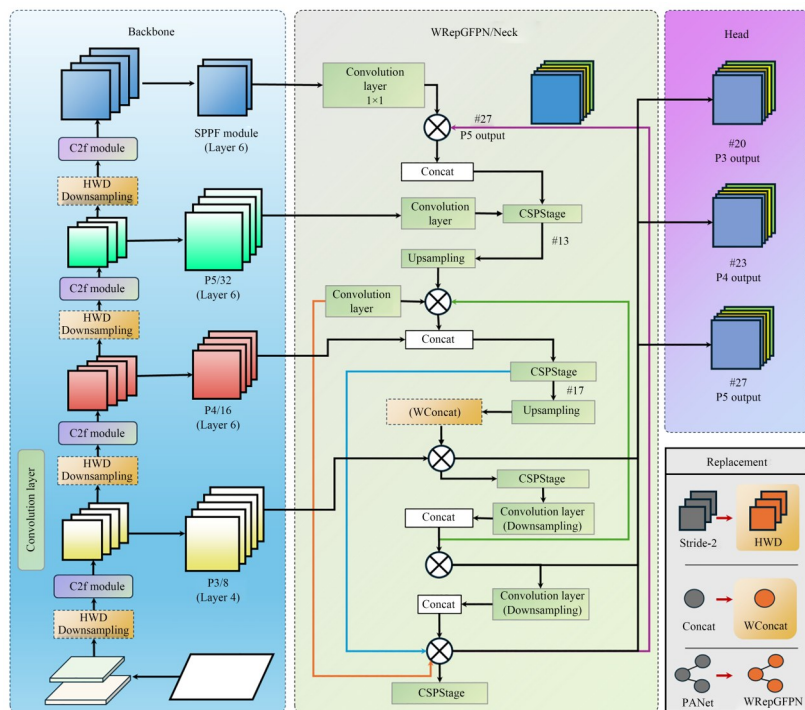 Backbone
SPPF module
(Layer 6)
C2f module
HWD
Downsampling
P5/32
(Layer 6)
C2f module
HWD
Downsampling
P4/16
(Layer 6)
C2f module
HWD
Downsampling
Convolution layer
P3/8
(Layer 4)
C2f module
HWD
Downsampling
WRepGFPN/Neck
Convolution
layer
1×1
#27
P5 output
Concat
Convolution
layer
CSPStage
#13
Upsampling
Convolution
layer
Concat
CSPStage
#17
(WConcat)
Upsampling
CSPStage
Concat
Convolution layer
(Downsampling)
Concat
Convolution layer
(Downsampling)
CSPStage
Head
#20
P3 output
#23
P4 output
#27
P5 output
Replacement
Stride-2
HWD
Concat
WConcat
PANet
WRepGFPN